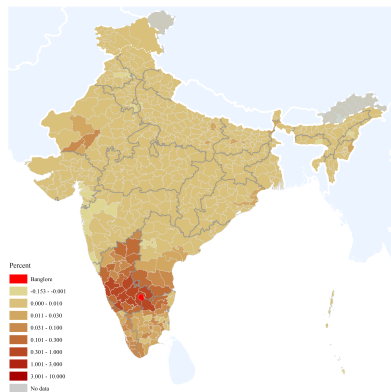 Percent
Banglore
-0.153 - -0.001
0.000 - 0.010
0.011 - 0.030
0.031 - 0.100
0.101 - 0.300
0.301 - 1.000
1.001 - 3.000
3.001 - 10.000
No data